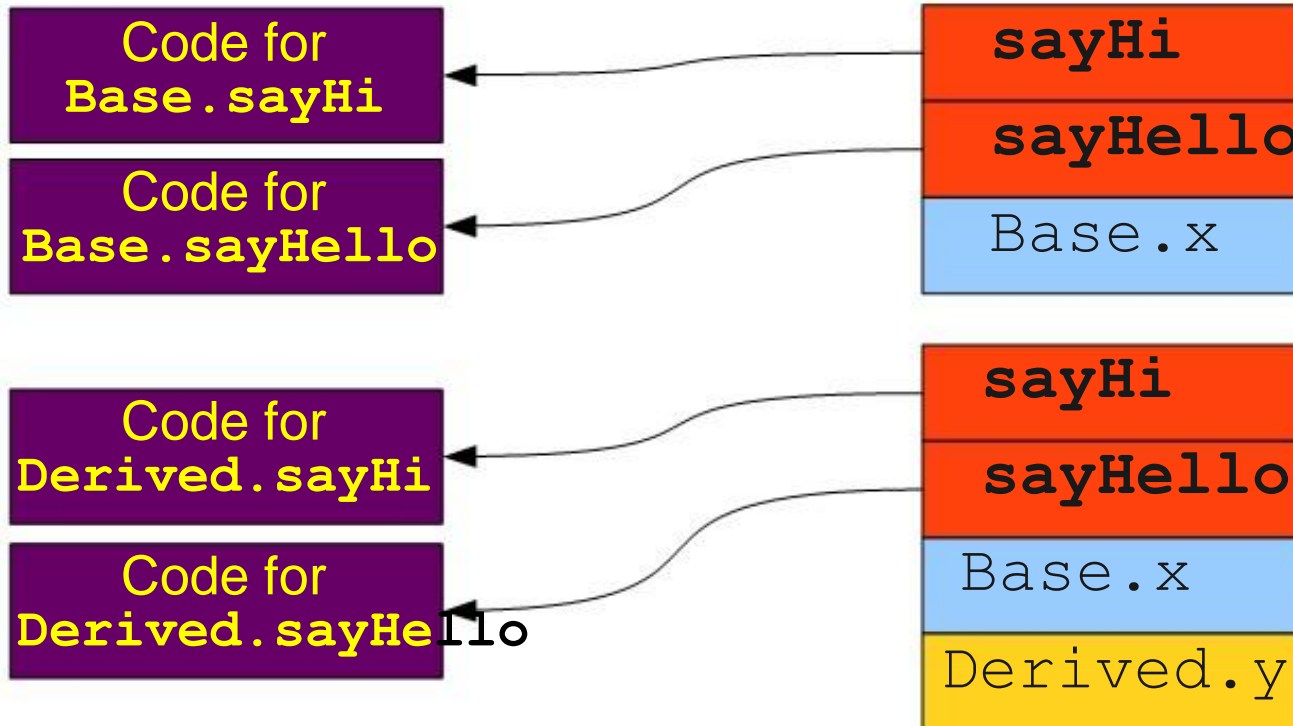 Code for
Base.sayHi
Code for
Base.sayHello
sayHi
sayHello
Base.x
Code for
Derived.sayHi
Code for
Derived.sayHello
sayHi
sayHello
Base.x
Derived.y